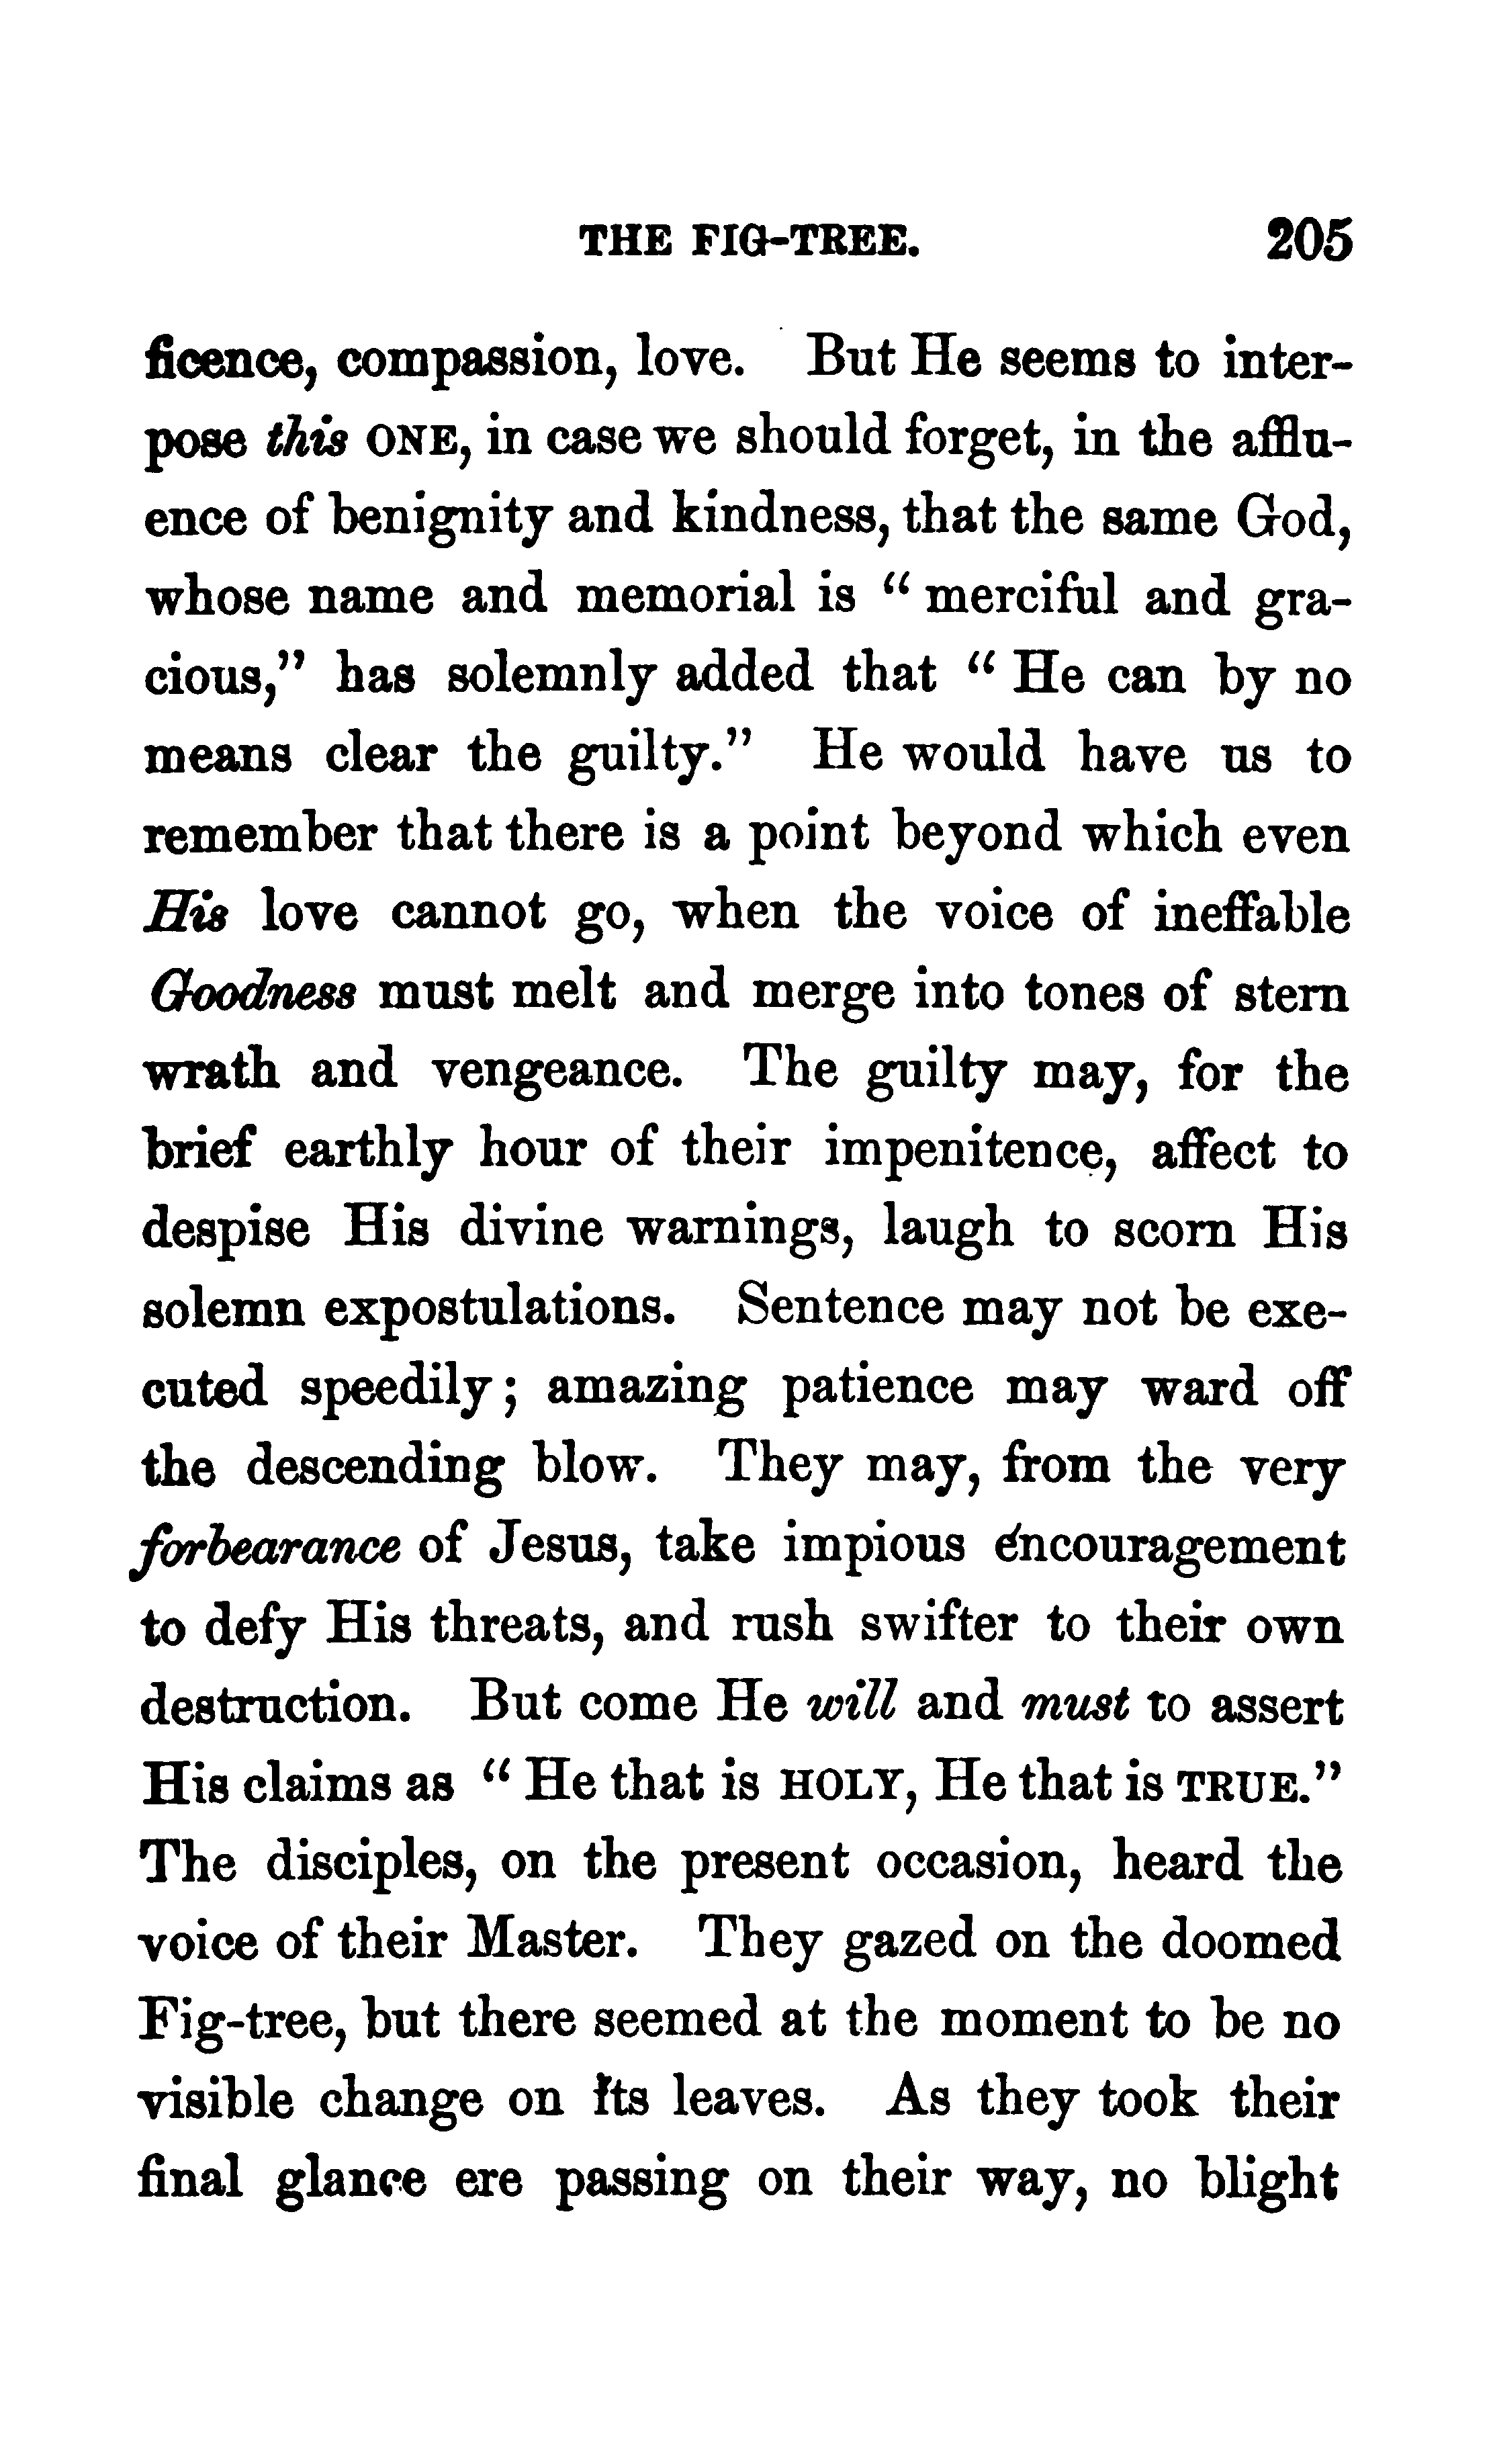 THE FIG-TREE. 205
ficence, compassion, love. But He seems to inter-
pose this ONE, in case we should forget, in the afflu-
ence of benignity and kindness, that the same God,
whose name and memorial is “ merciful and gra-
cious,” has solemnly added that “ He can by no
means clear the guilty.” He would have us to
remember that there is a point beyond which even
His love cannot go, when the voice of ineffable
Goodness must melt and merge into tones of stern
wrath and vengeance. The guilty may, for the
brief earthly hour of their impenitence, affect to
despise His divine warnings, laugh to scorn His
solemn expostulations. Sentence may not be exe-
cuted speedily; amazing patience may ward off
the descending blow. They may, from the very
forbearance of Jesus, take impious encouragement
to defy His threats, and rush swifter to their own
destruction. But come He will and must to assert
His claims as “ He that is HOLY, He that is TRUE.”
The disciples, on the present occasion, heard the
voice of their Master. They gazed on the doomed
Fig-tree, but there seemed at the moment to be no
visible change on its leaves. As they took their
final glance ere passing on their way, no blight